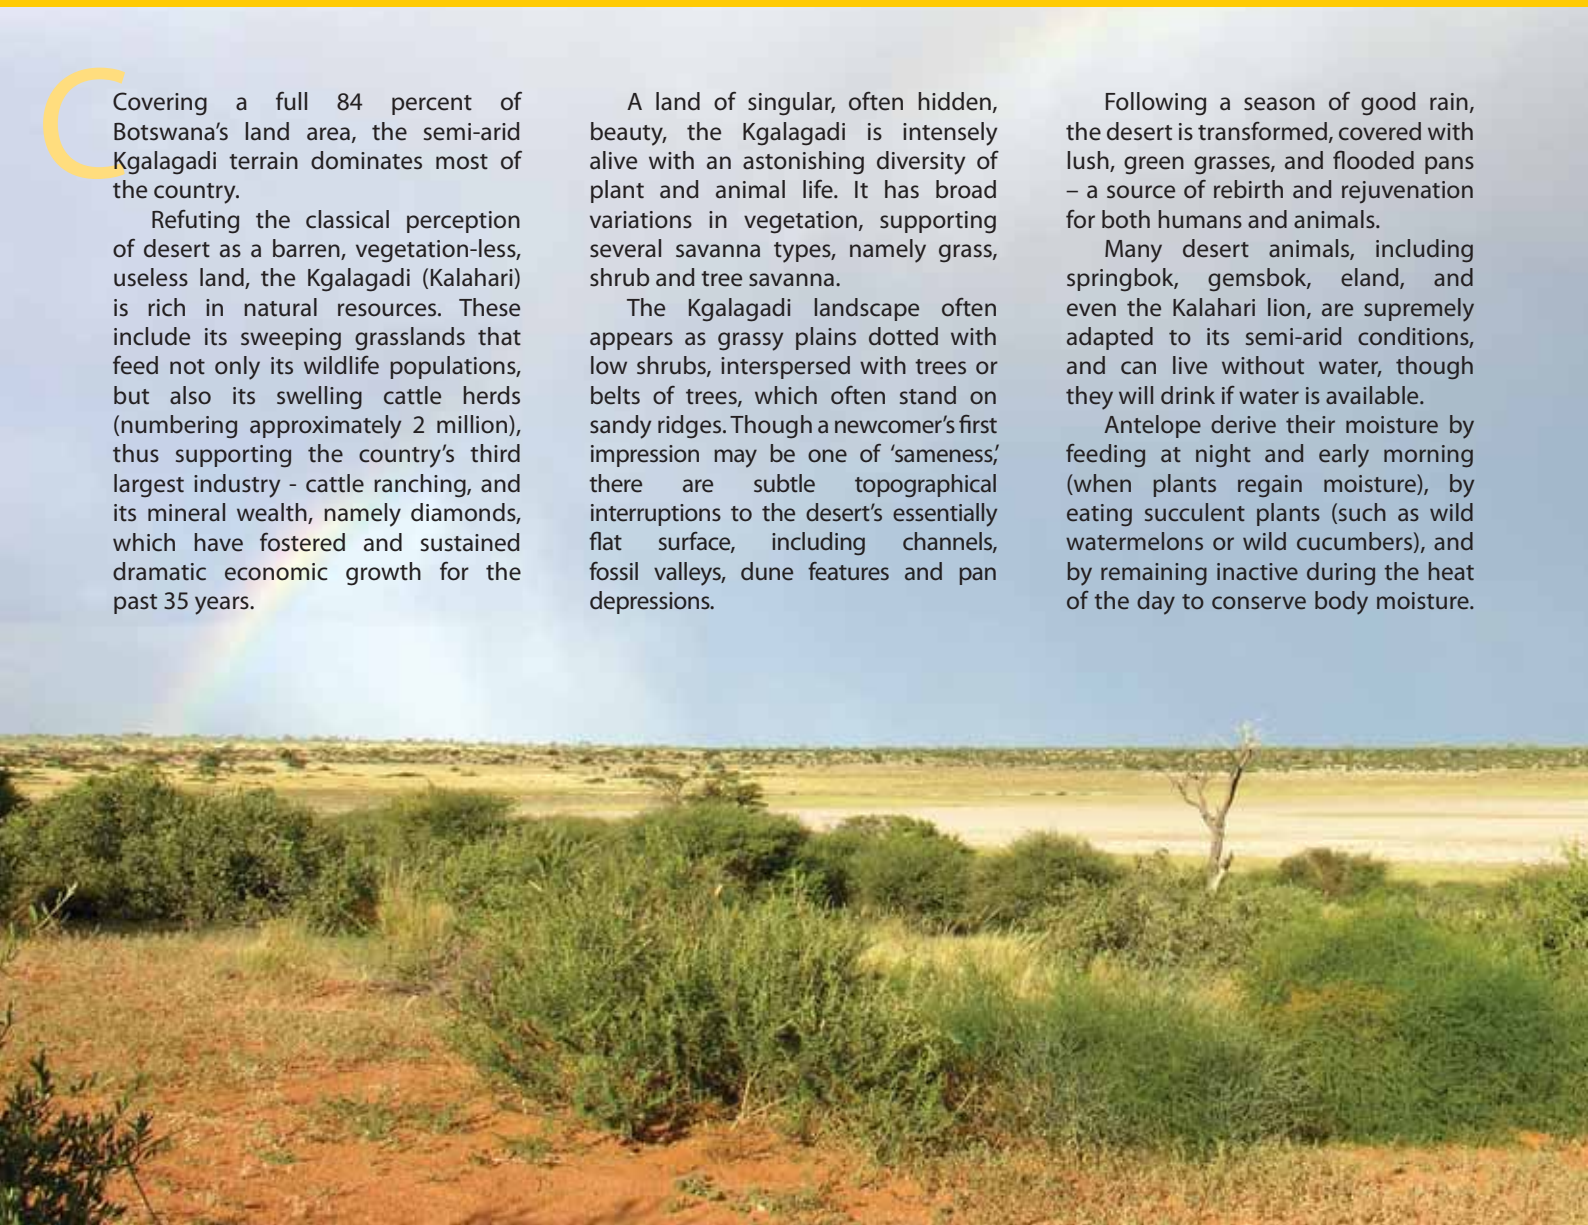 Covering a full 84 percent of
Botswana's land area, the semi-arid
Kgalagadi terrain dominates most of
the country.
Refuting the classical perception
of desert as a barren, vegetation-less,
useless land, the Kgalagadi (Kalahari)
is rich in natural resources. These
include its sweeping grasslands that
feed not only its wildlife populations,
but also its swelling cattle herds
(numbering approximately 2 million),
thus supporting the country's third
largest industry - cattle ranching, and
its mineral wealth, namely diamonds,
which have fostered and sustained
dramatic economic growth for the
past 35 years.
A land of singular, often hidden,
beauty, the Kgalagadi is intensely
alive with an astonishing diversity of
plant and animal life. It has broad
variations in vegetation, supporting
several savanna types, namely grass,
shrub and tree savanna.
The Kgalagadi landscape often
appears as grassy plains dotted with
low shrubs, interspersed with trees or
belts of trees, which often stand on
sandy ridges. Though a newcomer's first
impression may be one of 'sameness,'
there are subtle topographical
interruptions to the desert's essentially
flat surface, including channels,
fossil valleys, dune features and pan
depressions.
Following a season of good rain,
the desert is transformed, covered with
lush, green grasses, and flooded pans
– a source of rebirth and rejuvenation
for both humans and animals.
Many desert animals, including
springbok, gemsbok, eland, and
even the Kalahari lion, are supremely
adapted to its semi-arid conditions,
and can live without water, though
they will drink if water is available.
Antelope derive their moisture by
feeding at night and early morning
(when plants regain moisture), by
eating succulent plants (such as wild
watermelons or wild cucumbers), and
by remaining inactive during the heat
of the day to conserve body moisture.